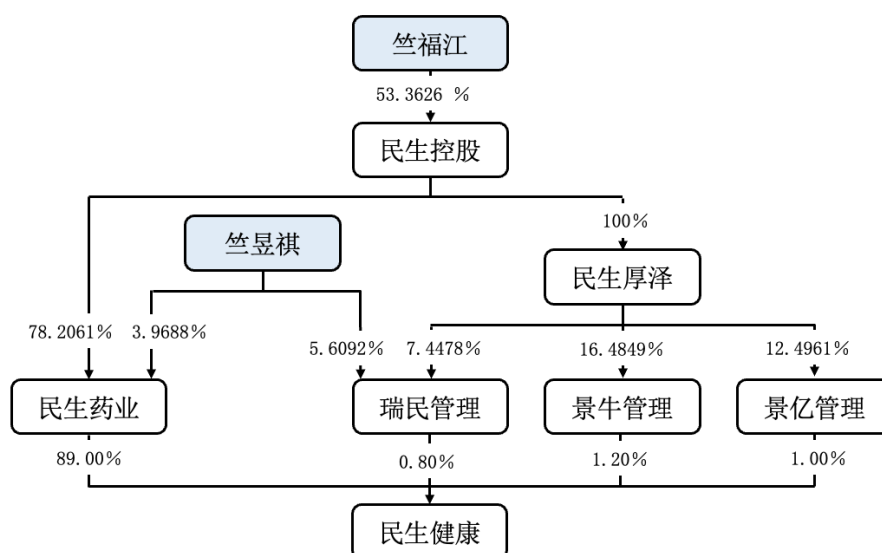 竺福江
53.3626 %
民生控股
竺昱祺
100%
民生厚泽
78.2061%
3.9688%
5.6092%
7.4478%
16.4849%
12.4961%
民生药业
瑞民管理
景牛管理
景亿管理
89.00%
0.80%
1.20%
1.00%
民生健康